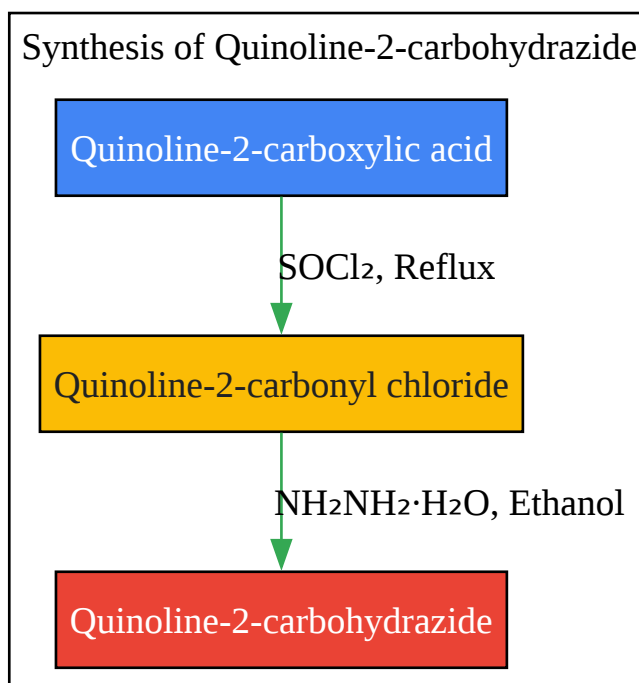 Synthesis of Quinoline-2-carbohydrazide
Quinoline-2-carboxylic acid
SOCl₂, Reflux
Quinoline-2-carbonyl chloride
NH₂NH₂·H₂O, Ethanol
Quinoline-2-carbohydrazide